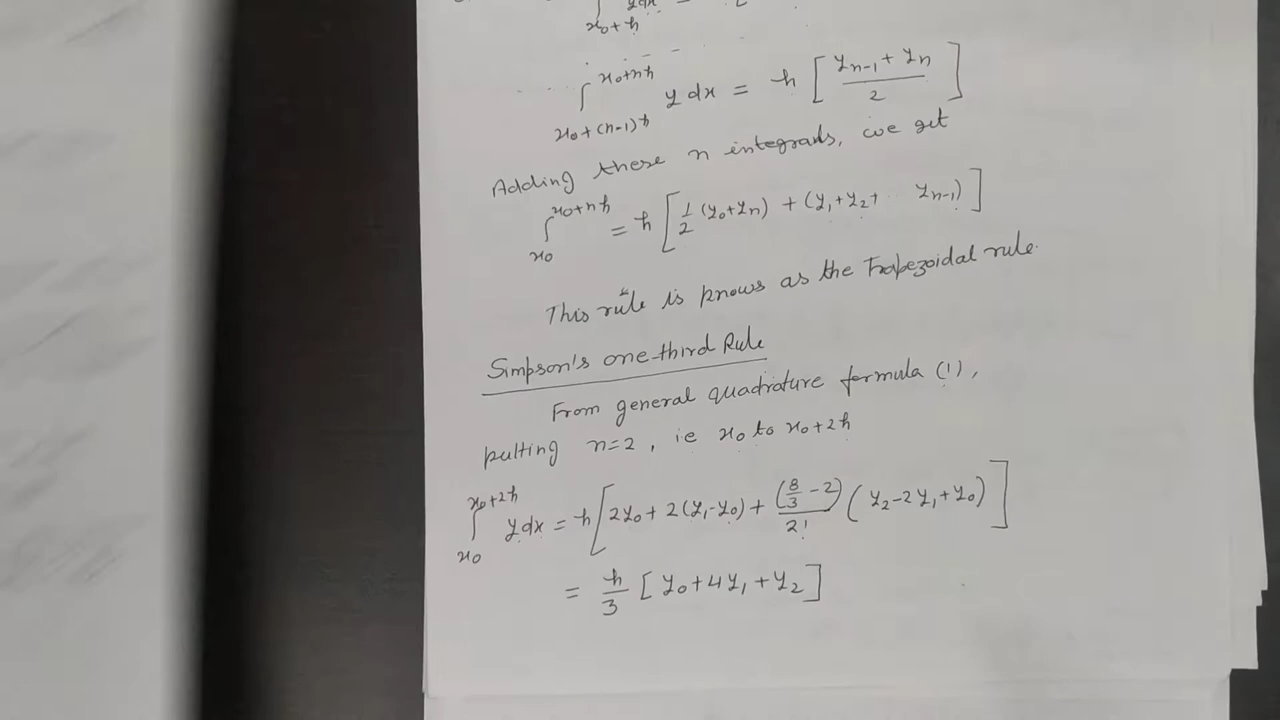 ∫ ydx =
x₀+h
∫_{x₀+(n-1)h}^{x₀+nh} y dx = h [ (y_{n-1} + y_n)/2 ]
Adding these n integrals, we get
∫_{x₀}^{x₀+nh} = h [ 1/2 (y₀+y_n) + (y₁+y₂+ .. y_{n-1}) ]
This rule is knows as the Trapezoidal rule.
Simpson's one-third Rule
From general quadrature formula (1),
putting n=2, ie x₀ to x₀+2h
∫_{x₀}^{x₀+2h} ydx = h [ 2y₀ + 2(y₁-y₀) + (8/3 - 2)/2! (y₂-2y₁+y₀) ]
= h/3 [ y₀+4y₁+y₂ ]